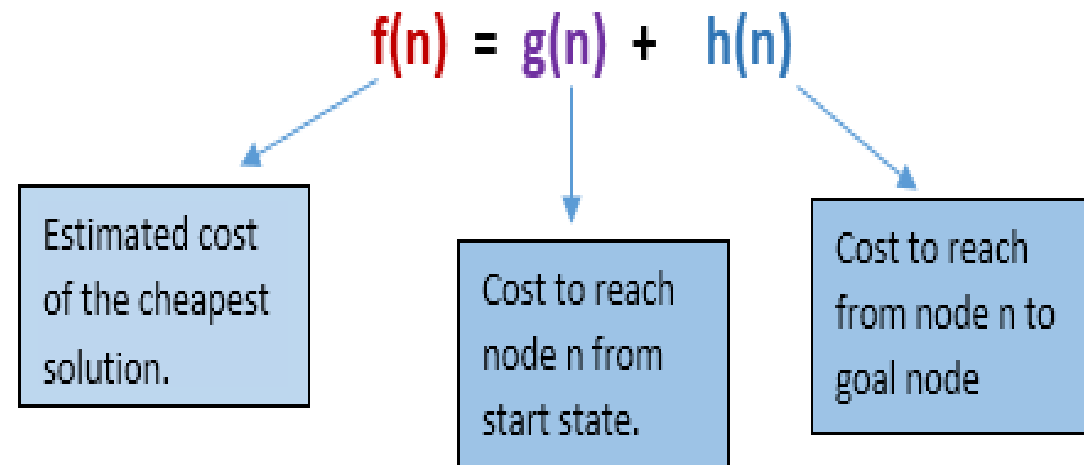 f(n) = g(n) + h(n)
Estimated cost
of the cheapest
solution.
Cost to reach
node n from
start state.
Cost to reach
from node n to
goal node